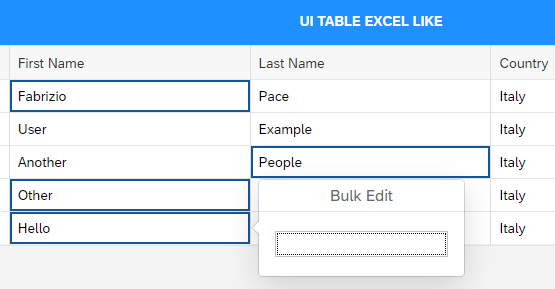 UI TABLE EXCEL LIKE
First Name Last Name Country
Fabrizio Pace Italy
User Example Italy
Another People Italy
Other Italy
Bulk Edit
Hello Italy